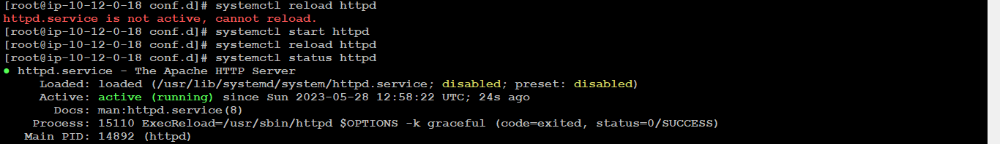 [root@ip-10-12-0-18 conf.d]# systemctl reload httpd
httpd.service is not active, cannot reload.
[root@ip-10-12-0-18 conf.d]# systemctl start httpd
[root@ip-10-12-0-18 conf.d]# systemctl reload httpd
[root@ip-10-12-0-18 conf.d]# systemctl status httpd
● httpd.service - The Apache HTTP Server
Loaded: loaded (/usr/lib/systemd/system/httpd.service; disabled; preset: disabled)
Active: active (running) since Sun 2023-05-28 12:58:22 UTC; 24s ago
Docs: man:httpd.service(8)
Process: 15110 ExecReload=/usr/sbin/httpd $OPTIONS -k graceful (code=exited, status=0/SUCCESS)
Main PID: 14892 (httpd)